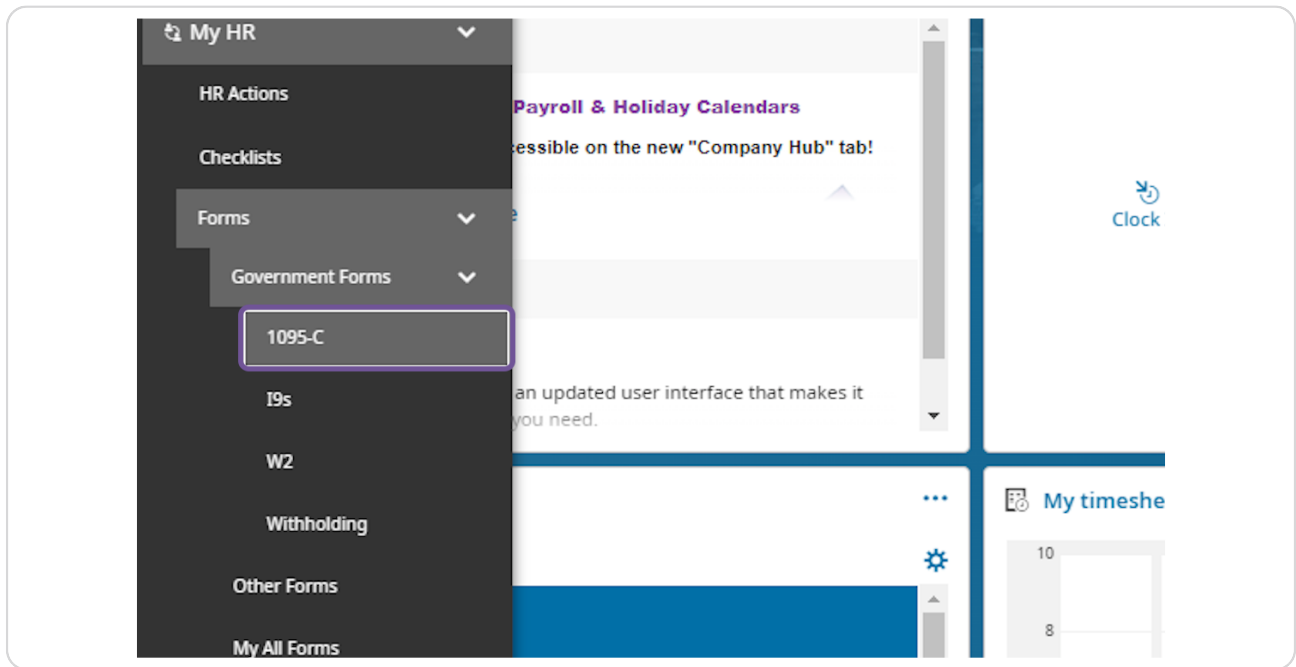 My HR
HR Actions
Checklists
Forms
Government Forms
1095-C
I9s
W2
Withholding
Other Forms
My All Forms
Payroll & Holiday Calendars
on the new "Company Hub" tab!
an updated user interface that makes it
you need.
Clock
My
10
8